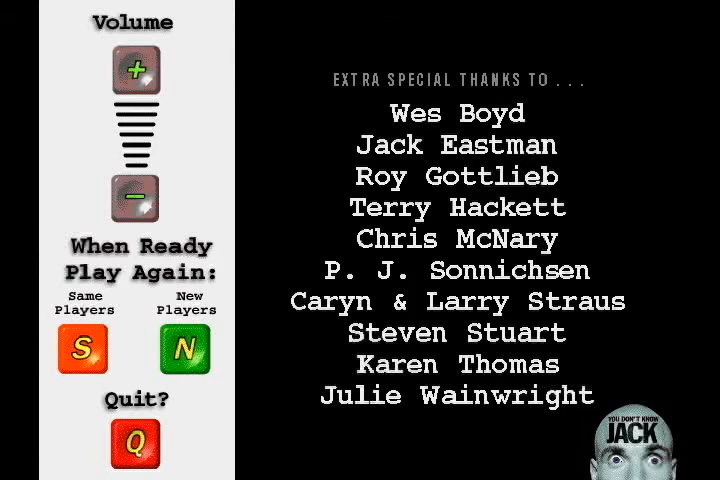 Volume
+
−
When Ready
Play Again:
Same Players
New Players
S
N
Quit?
Q
EXTRA SPECIAL THANKS TO . . .
Wes Boyd
Jack Eastman
Roy Gottlieb
Terry Hackett
Chris McNary
P. J. Sonnichsen
Caryn & Larry Straus
Steven Stuart
Karen Thomas
Julie Wainwright
YOU DON'T KNOW
JACK